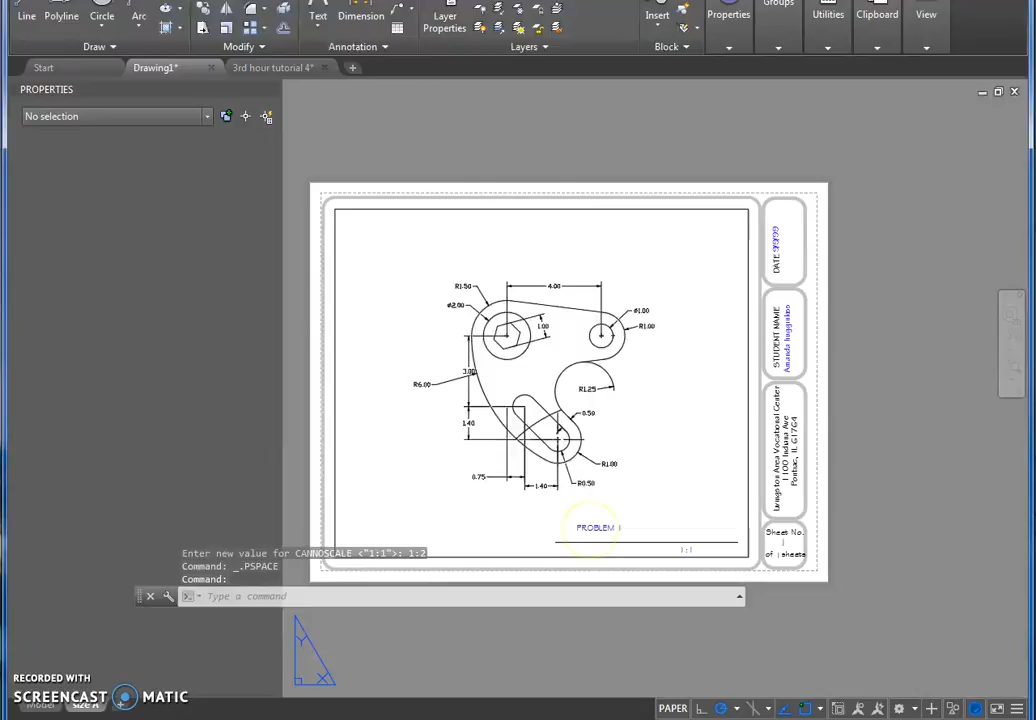 Line
Polyline
Circle
Arc
Text
Dimension
Layer
Properties
Insert
Properties
Groups
Utilities
Clipboard
View
Draw
Modify
Annotation
Layers
Block
Start
Drawing1*
3rd hour tutorial 4*
PROPERTIES
No selection
R1.50
4.00
ø2.00
1.00
ø1.00
R1.00
3.00
R6.00
R1.25
1.40
0.50
R1.00
0.75
1.40
R0.50
PROBLEM 1
1:1
DATE
STUDENT NAME
Livingston Area Vocational Center
1100 Indiana Ave
Pontiac, IL 61764
Sheet No.
1
of 1 sheets
Enter new value for CANNOSCALE <"1:1">: 1:2
Command: _.PSPACE
Command:
Type a command
Y
X
RECORDED WITH
SCREENCAST MATIC
Model
size A
PAPER